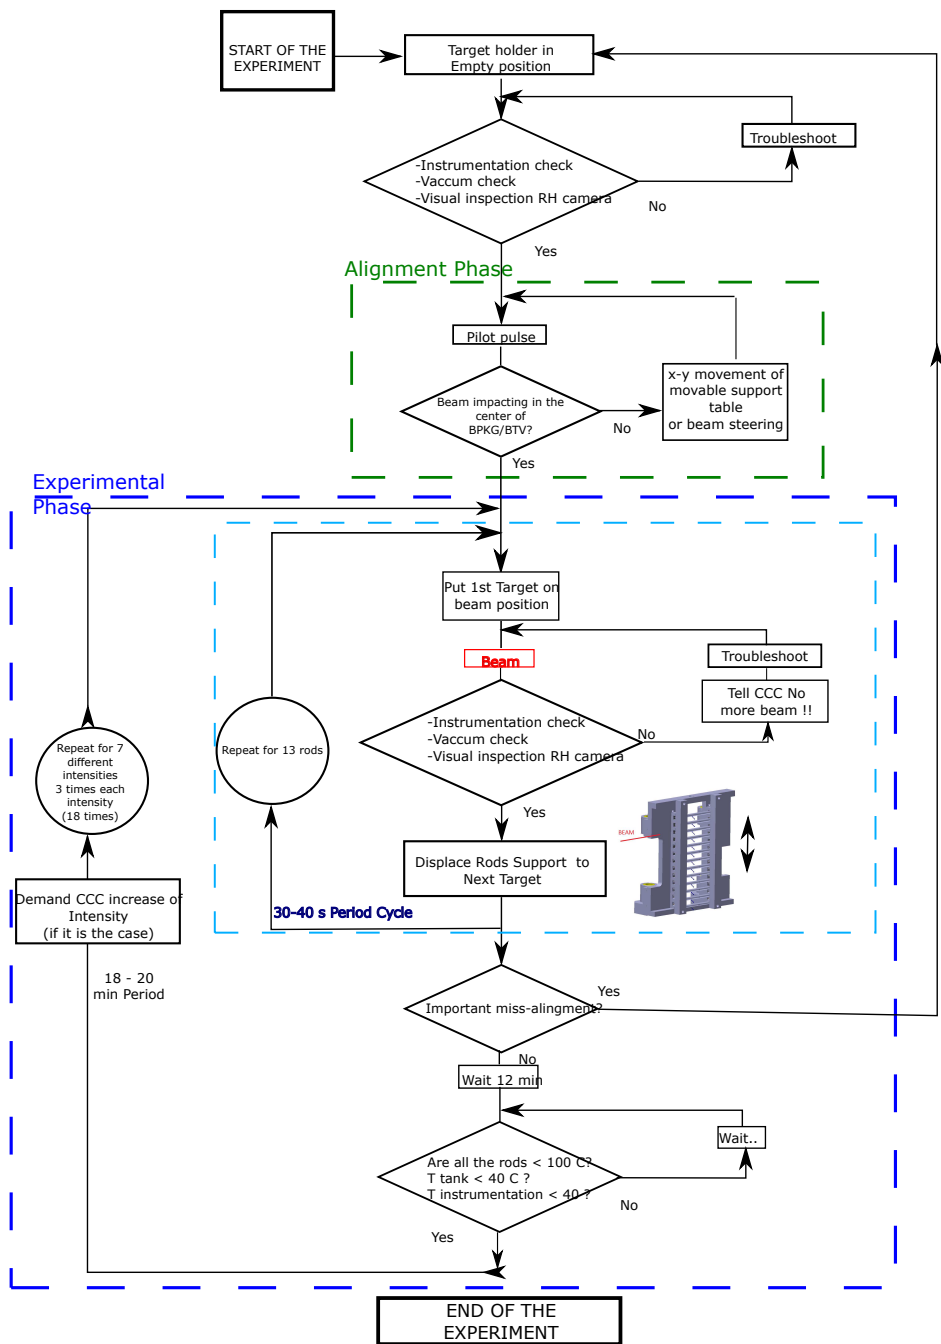 START OF THE
EXPERIMENT
Target holder in
Empty position
Troubleshoot
-Instrumentation check
-Vaccum check
-Visual inspection RH camera
No
Yes
Alignment Phase
Pilot pulse
x-y movement of
movable support
table
or beam steering
Beam impacting in the
center of
BPKG/BTV?
No
Yes
Experimental
Phase
Put 1st Target on
beam position
Troubleshoot
Beam
Tell CCC No
more beam !!
-Instrumentation check
-Vaccum check
-Visual inspection RH camera
No
Repeat for 7
different
intensities
3 times each
intensity
(18 times)
Repeat for 13 rods
Yes
BEAM
Displace Rods Support to
Next Target
Demand CCC increase of
Intensity
(if it is the case)
30-40 s Period Cycle
18 - 20
min Period
Yes
Important miss-alingment?
No
Wait 12 min
Wait..
Are all the rods < 100 C?
T tank < 40 C ?
T instrumentation < 40 ?
No
Yes
END OF THE
EXPERIMENT